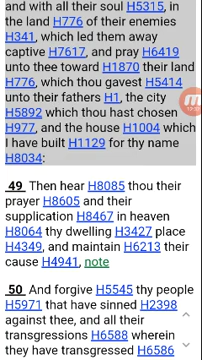 and with all their soul H5315, in
the land H776 of their enemies
H341, which led them away
captive H7617, and pray H6419
unto thee toward H1870 their land
H776, which thou gavest H5414
unto their fathers H1, the city
H5892 which thou hast chosen
H977, and the house H1004 which
I have built H1129 for thy name
H8034:
49 Then hear H8085 thou their
prayer H8605 and their
supplication H8467 in heaven
H8064 thy dwelling H3427 place
H4349, and maintain H6213 their
cause H4941, note
50 And forgive H5545 thy people
H5971 that have sinned H2398
against thee, and all their
transgressions H6588 wherein
they have transgressed H6586